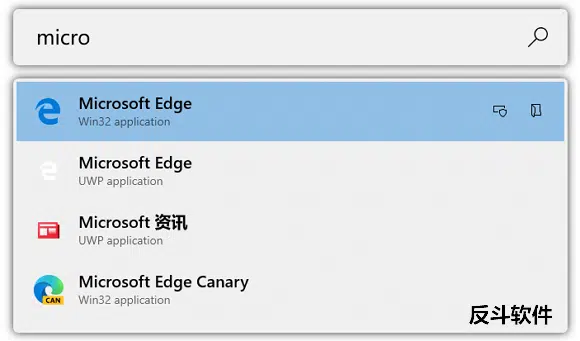 micro
Microsoft Edge
Win32 application
Microsoft Edge
UWP application
Microsoft 资讯
UWP application
Microsoft Edge Canary
Win32 application
CAN
反斗软件